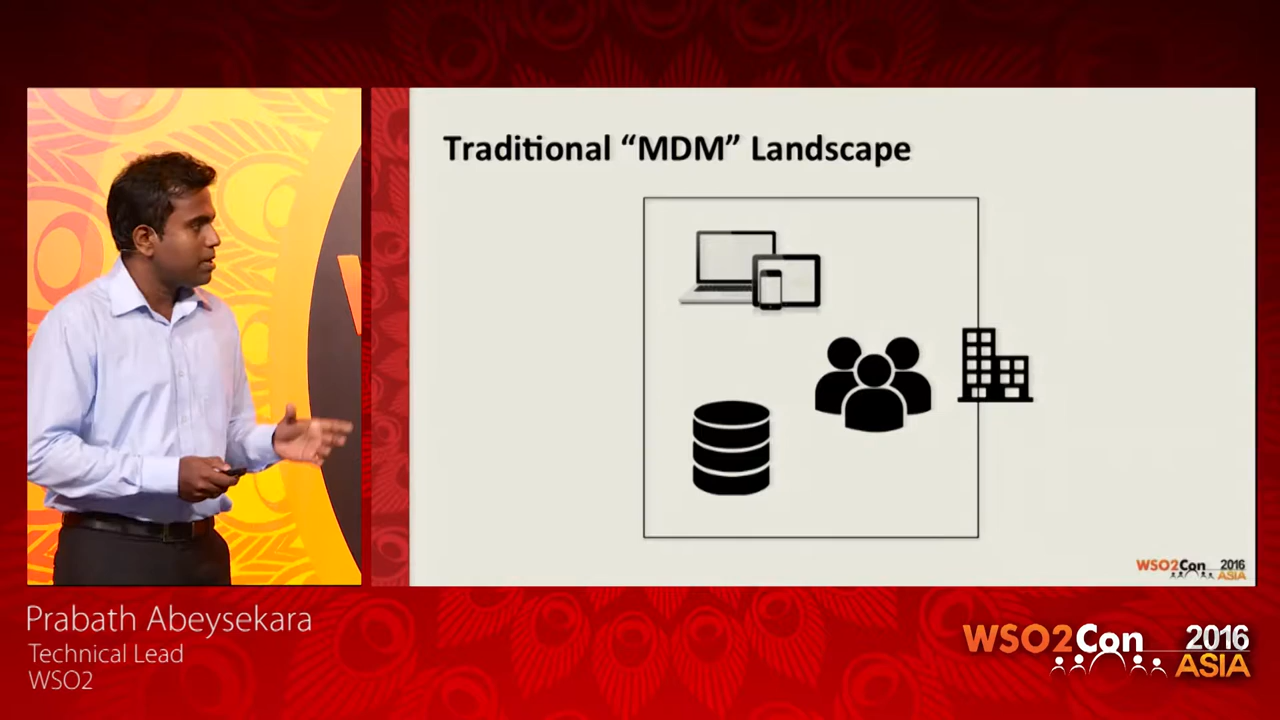 Traditional “MDM” Landscape
WSO2Con 2016
ASIA
Prabath Abeysekara
Technical Lead
WSO2
WSO2Con 2016
ASIA